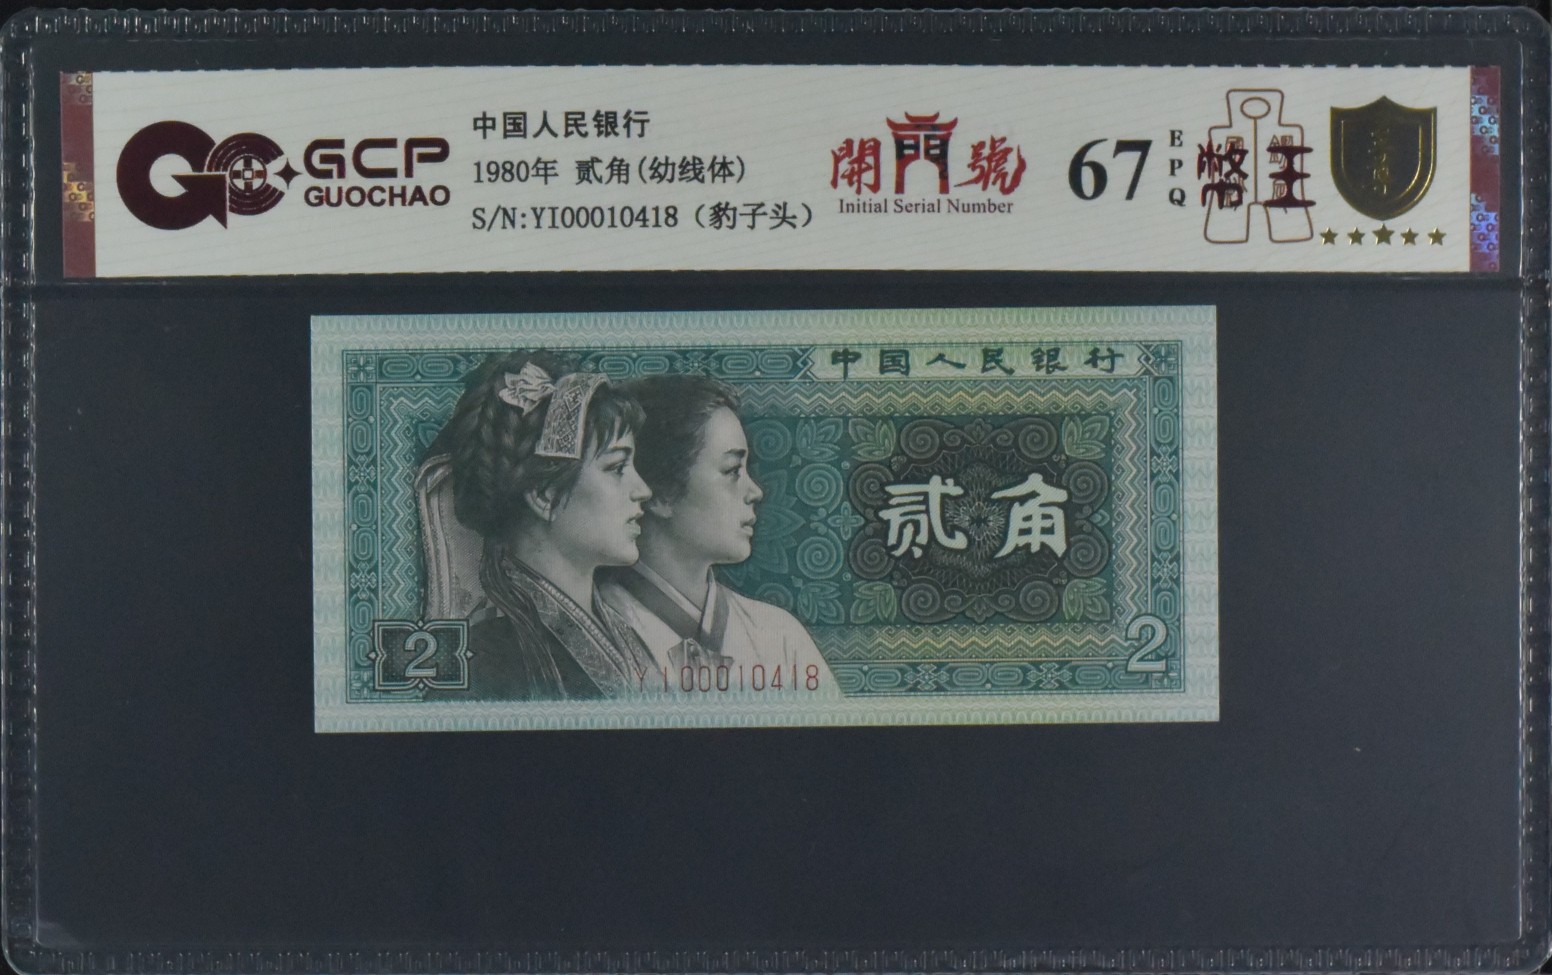 GCP
GUOCHAO
中国人民银行
1980年 贰角(幼线体)
S/N:YI00010418（豹子头）
開門號
Initial Serial Number
67
EPQ
中国人民银行
贰角
2
2
YI00010418